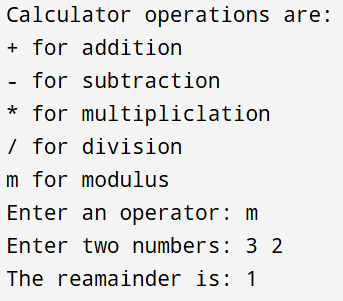 Calculator operations are:
+ for addition
- for subtraction
* for multipliclation
/ for division
m for modulus
Enter an operator: m
Enter two numbers: 3 2
The reamainder is: 1